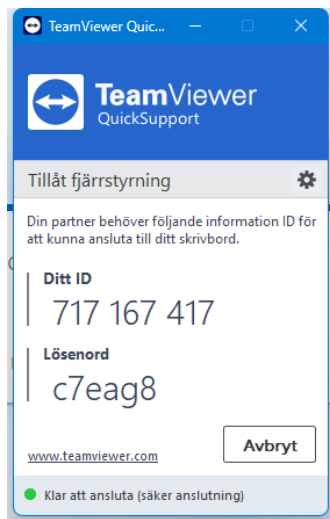 TeamViewer Quic...
TeamViewer
QuickSupport
Tillåt fjärrstyrning
Din partner behöver följande information ID för
att kunna ansluta till ditt skrivbord.
Ditt ID
717 167 417
Lösenord
c7eag8
Avbryt
www.teamviewer.com
Klar att ansluta (säker anslutning)